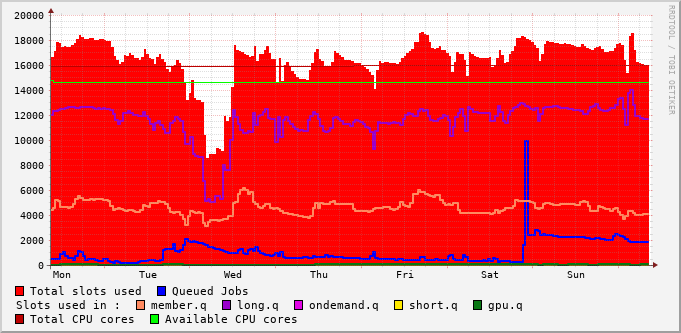 20000
18000
16000
14000
12000
10000
8000
6000
4000
2000
0
Mon Tue Wed Thu Fri Sat Sun
RRDTOOL / TOBI OETIKER
Total slots used Queued Jobs
Slots used in : member.q long.q ondemand.q short.q gpu.q
Total CPU cores Available CPU cores